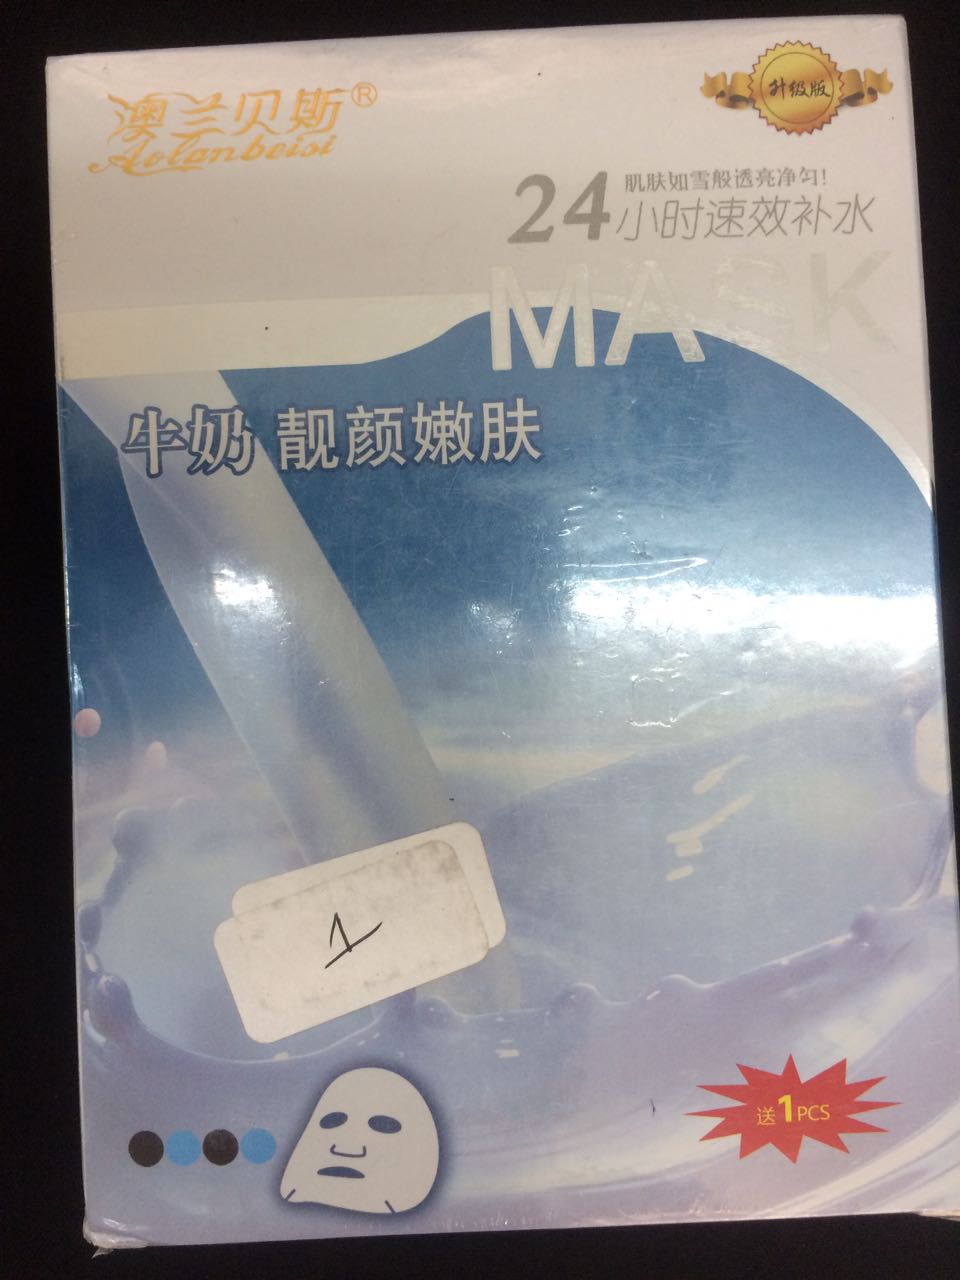 澳兰贝斯®
Aolanbeisi
升级版
肌肤如雪般透亮净匀!
24小时速效补水
MASK
牛奶 靓颜嫩肤
1
送1PCS